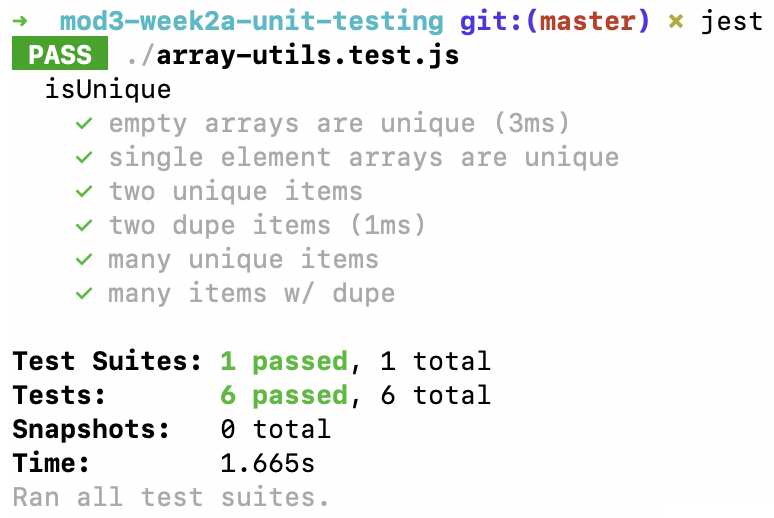 ➜  mod3-week2a-unit-testing git:(master) ✗ jest
PASS ./array-utils.test.js
isUnique
✓ empty arrays are unique (3ms)
✓ single element arrays are unique
✓ two unique items
✓ two dupe items (1ms)
✓ many unique items
✓ many items w/ dupe
Test Suites: 1 passed, 1 total
Tests: 6 passed, 6 total
Snapshots: 0 total
Time: 1.665s
Ran all test suites.